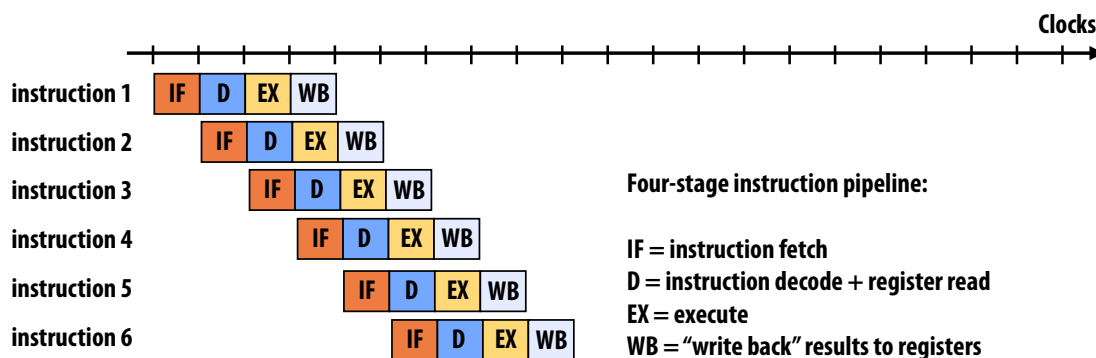 Clocks
instruction 1 IF D EX WB
instruction 2 IF D EX WB
instruction 3 IF D EX WB
Four-stage instruction pipeline:
instruction 4 IF D EX WB
IF = instruction fetch
D = instruction decode + register read
instruction 5 IF D EX WB
EX = execute
instruction 6 IF D EX WB
WB = “write back” results to registers